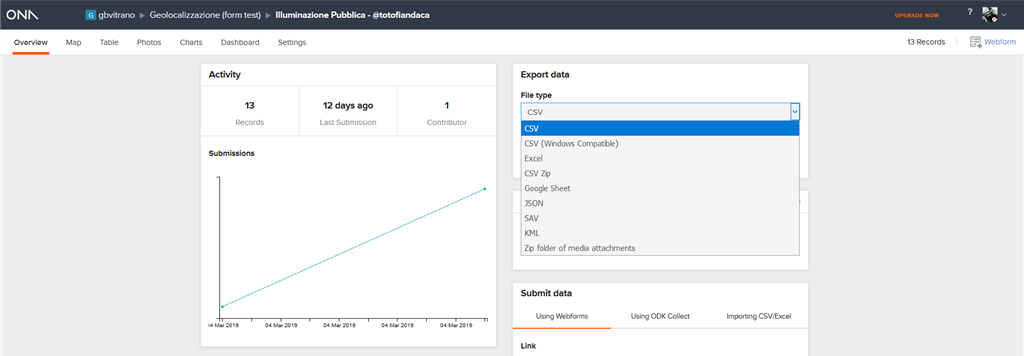 ONA
G gbvitrano ▶ Geolocalizzazione (form test) ▶ Illuminazione Pubblica - @totofiandaca
UPGRADE NOW
?
Overview Map Table Photos Charts Dashboard Settings
13 Records
Webform
Activity
13 12 days ago 1
Records Last Submission Contributor
Submissions
04 Mar 2019 04 Mar 2019 04 Mar 2019 04 Mar 2019
Export data
File type
CSV
CSV
CSV (Windows Compatible)
Excel
CSV Zip
Google Sheet
JSON
SAV
KML
Zip folder of media attachments
Submit data
Using Webforms Using ODK Collect Importing CSV/Excel
Link